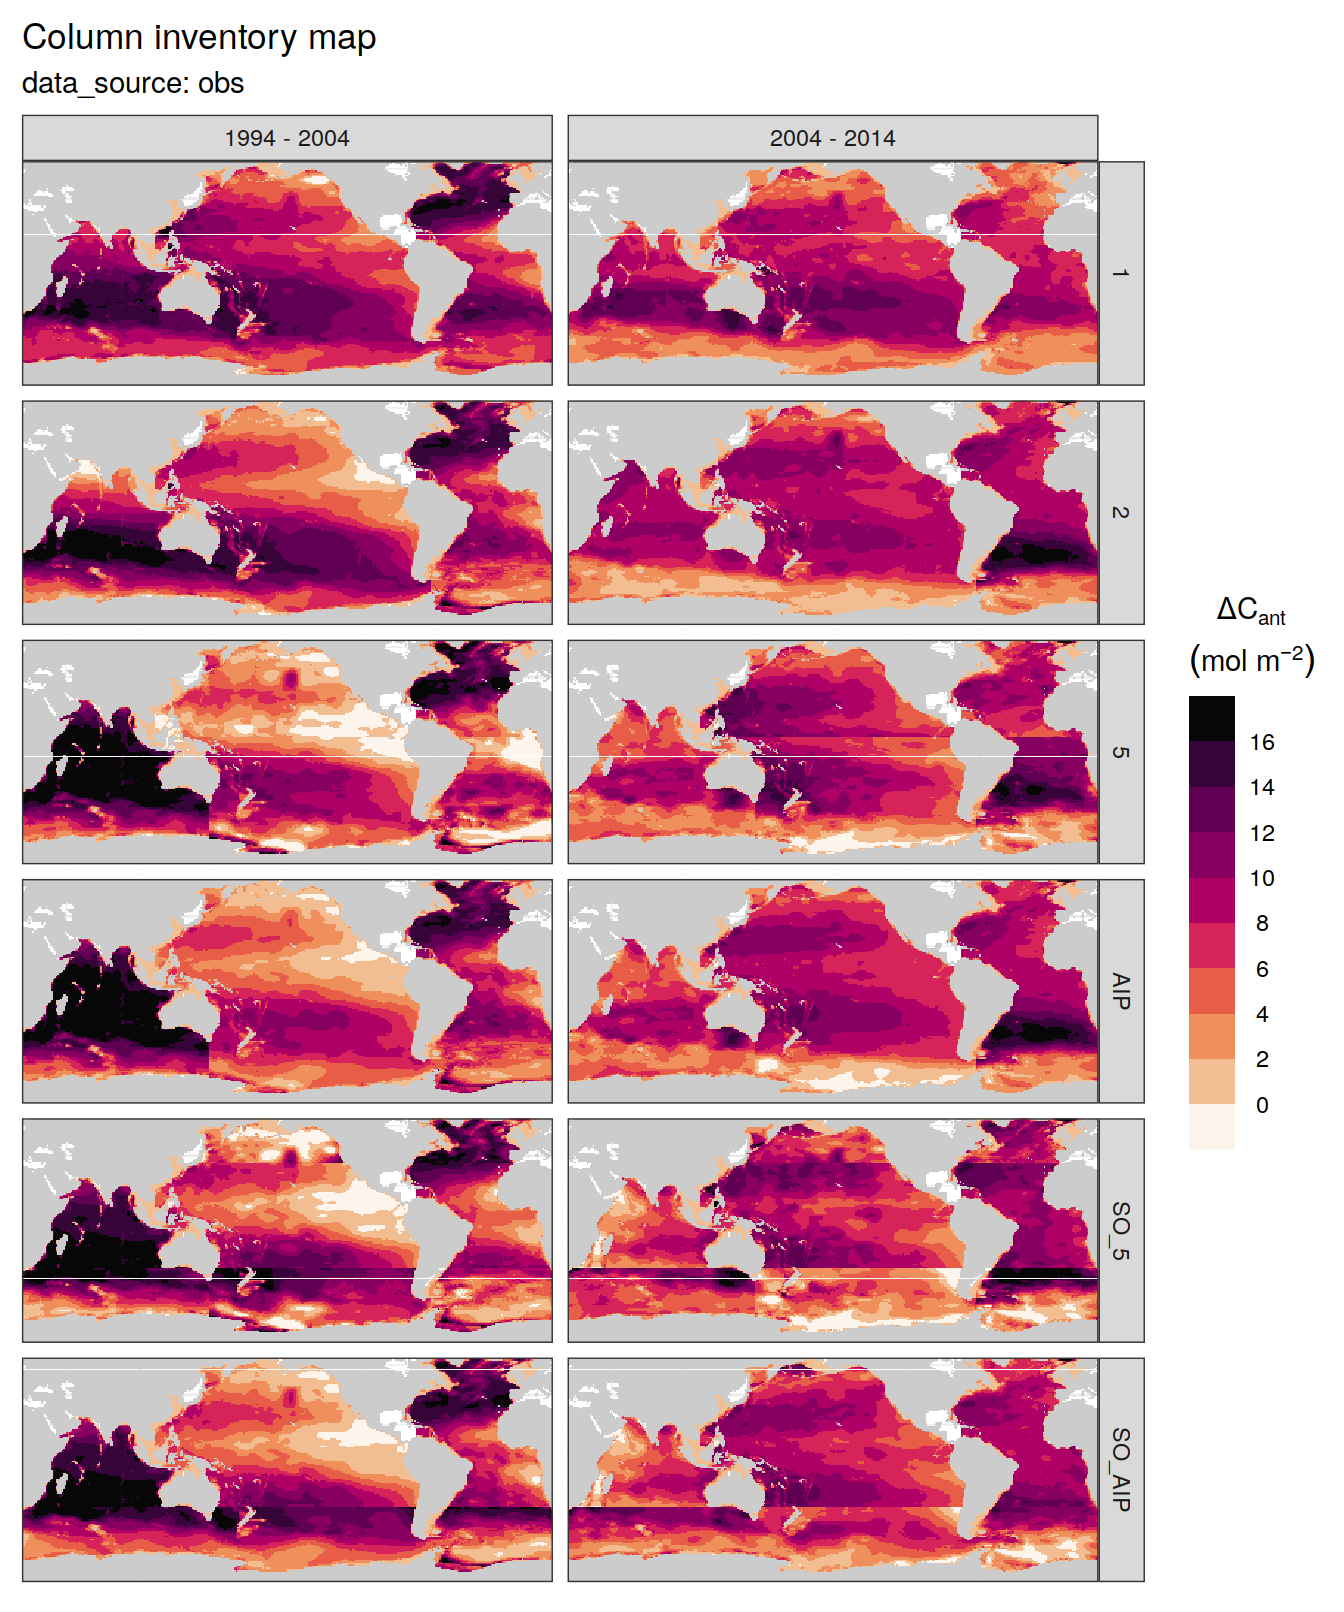 Column inventory map
data_source: obs
1994 - 2004
2004 - 2014
1
2
5
AIP
SO_5
SO_AIP
ΔCant
(mol m−2)
16
14
12
10
8
6
4
2
0